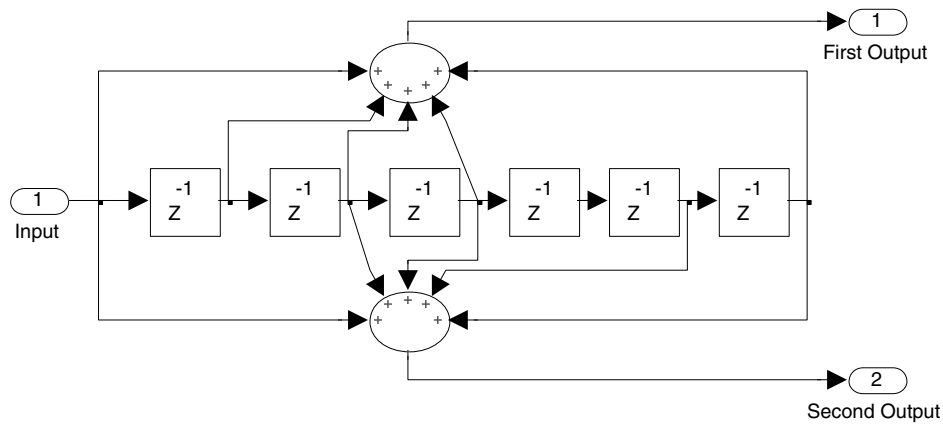 1
First Output
+ +
+ + +
-1 -1 -1 -1 -1 -1
1 Z Z Z Z Z Z
Input
+ + +
+ +
2
Second Output